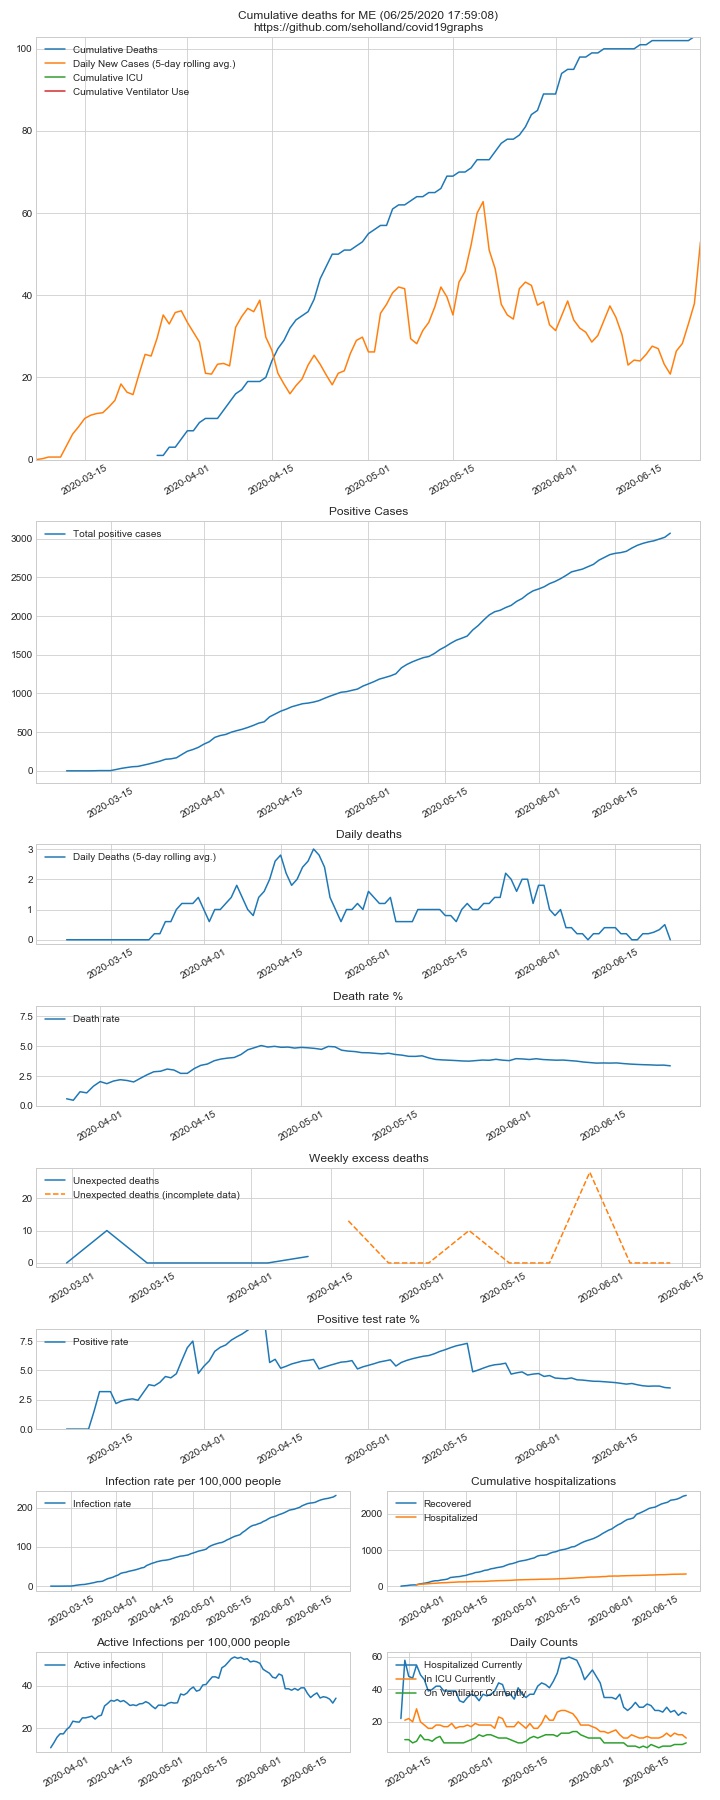 Cumulative deaths for ME (06/25/2020 17:59:08)
https://github.com/seholland/covid19graphs
Cumulative Deaths
Daily New Cases (5-day rolling avg.)
Cumulative ICU
Cumulative Ventilator Use
100
80
60
40
20
0
2020-03-15 2020-04-01 2020-04-15 2020-05-01 2020-05-15 2020-06-01 2020-06-15
Positive Cases
Total positive cases
3000
2500
2000
1500
1000
500
0
2020-03-15 2020-04-01 2020-04-15 2020-05-01 2020-05-15 2020-06-01 2020-06-15
Daily deaths
Daily Deaths (5-day rolling avg.)
3
2
1
0
2020-03-15 2020-04-01 2020-04-15 2020-05-01 2020-05-15 2020-06-01 2020-06-15
Death rate %
Death rate
7.5
5.0
2.5
0.0
2020-04-01 2020-04-15 2020-05-01 2020-05-15 2020-06-01 2020-06-15
Weekly excess deaths
Unexpected deaths
Unexpected deaths (incomplete data)
20
10
0
2020-03-01 2020-03-15 2020-04-01 2020-04-15 2020-05-01 2020-05-15 2020-06-01 2020-06-15
Positive test rate %
Positive rate
7.5
5.0
2.5
0.0
2020-03-15 2020-04-01 2020-04-15 2020-05-01 2020-05-15 2020-06-01 2020-06-15
Infection rate per 100,000 people
Infection rate
200
100
0
2020-03-15 2020-04-01 2020-04-15 2020-05-01 2020-05-15 2020-06-01 2020-06-15
Cumulative hospitalizations
Recovered
Hospitalized
2000
1000
0
2020-04-01 2020-04-15 2020-05-01 2020-05-15 2020-06-01 2020-06-15
Active Infections per 100,000 people
Active infections
40
20
2020-04-01 2020-04-15 2020-05-01 2020-05-15 2020-06-01 2020-06-15
Daily Counts
Hospitalized Currently
In ICU Currently
On Ventilator Currently
60
40
20
2020-04-15 2020-05-01 2020-05-15 2020-06-01 2020-06-15